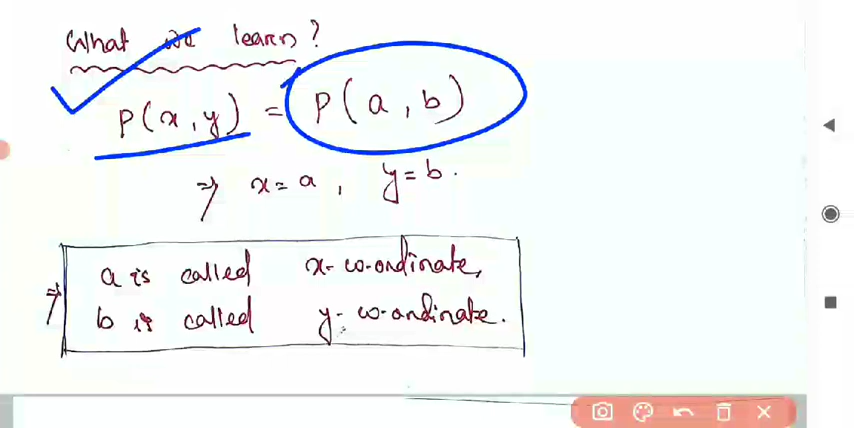 What we learn?
P(x, y) = P(a, b)
⇒ x = a, y = b.
⇒ a is called x-co-ordinate,
b is called y-co-ordinate.